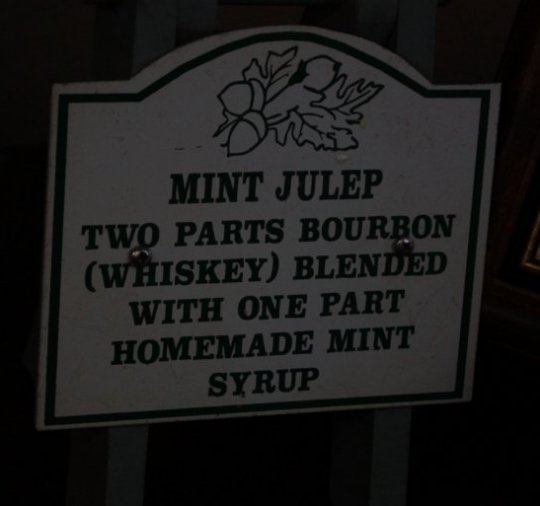 MINT JULEP
TWO PARTS BOURBON
(WHISKEY) BLENDED
WITH ONE PART
HOMEMADE MINT
SYRUP